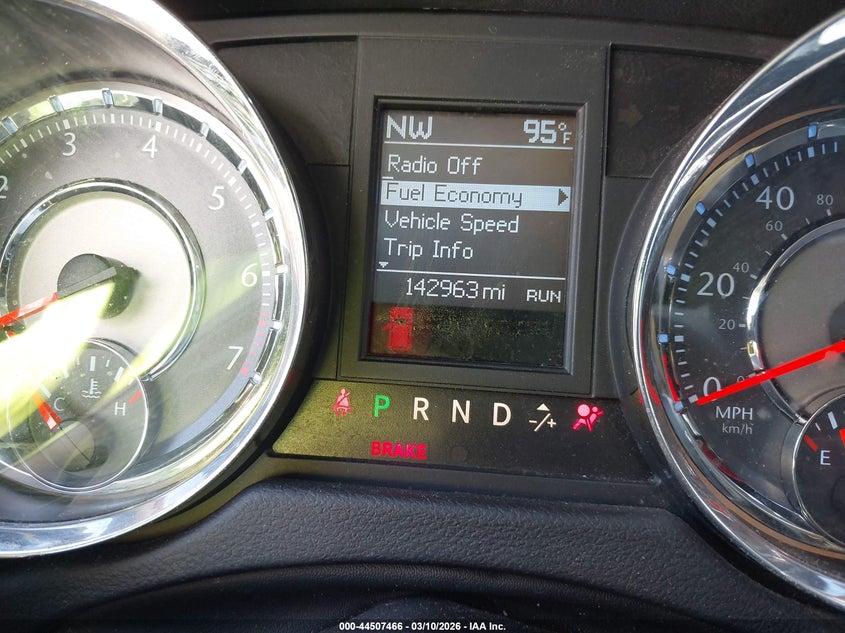 NW 95°F
Radio Off
Fuel Economy
Vehicle Speed
Trip Info
142963 mi RUN
P R N D -/+
BRAKE
2 3 4 5 6 7
C H
0 20 40
20 40 60 80
MPH
km/h
E
000-44507466 - 03/10/2026 - IAA Inc.